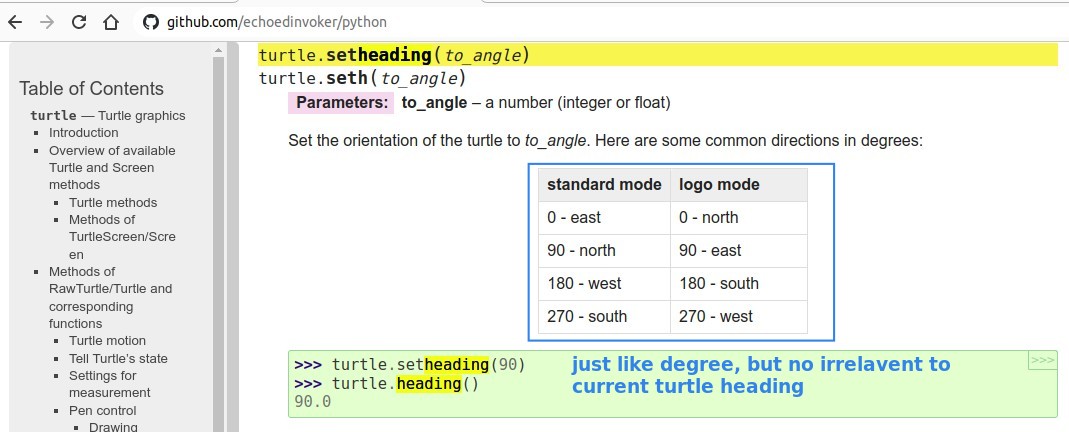 github.com/echoedinvoker/python
Table of Contents
turtle — Turtle graphics
▪ Introduction
▪ Overview of available
Turtle and Screen
methods
▪ Turtle methods
▪ Methods of
TurtleScreen/Scre
en
▪ Methods of
RawTurtle/Turtle and
corresponding
functions
▪ Turtle motion
▪ Tell Turtle's state
▪ Settings for
measurement
▪ Pen control
▪ Drawing
turtle.setheading(to_angle)
turtle.seth(to_angle)
Parameters: to_angle – a number (integer or float)
Set the orientation of the turtle to to_angle. Here are some common directions in degrees:
standard mode logo mode
0 - east 0 - north
90 - north 90 - east
180 - west 180 - south
270 - south 270 - west
>>> turtle.setheading(90)
>>> turtle.heading()
90.0
>>>
just like degree, but no irrelavent to
current turtle heading